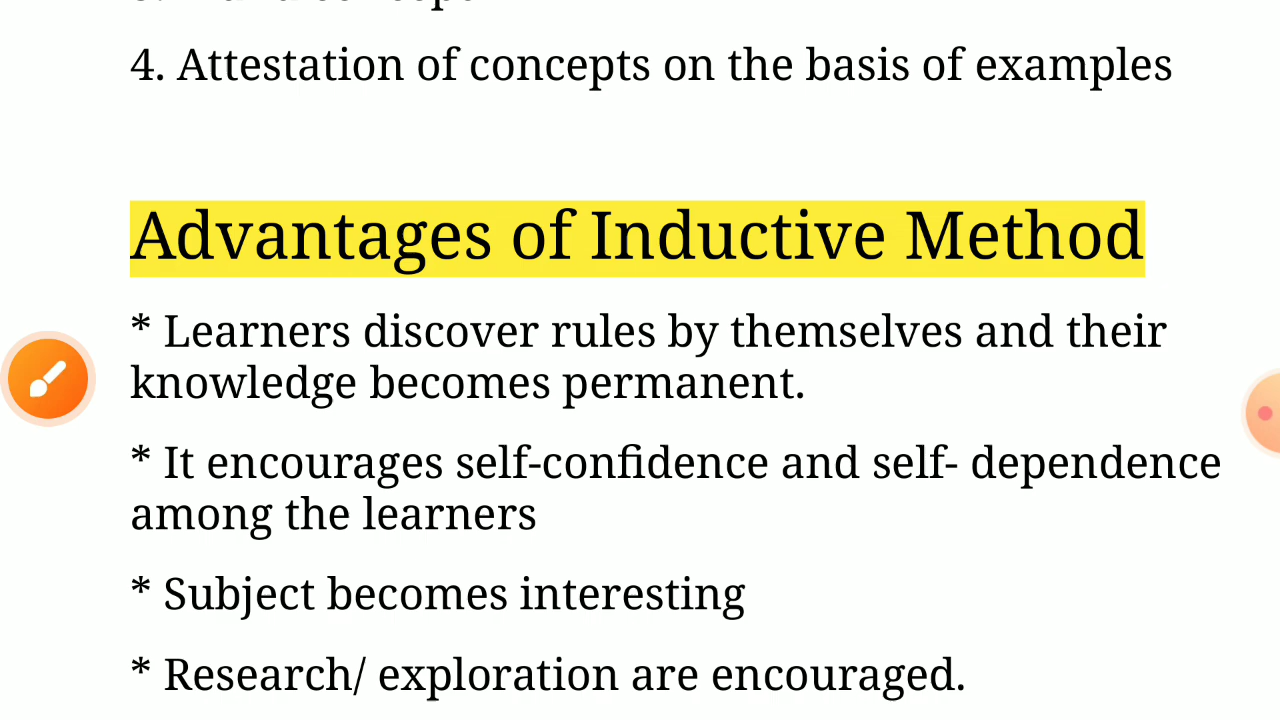 4. Attestation of concepts on the basis of examples
Advantages of Inductive Method
* Learners discover rules by themselves and their
knowledge becomes permanent.
* It encourages self-confidence and self- dependence
among the learners
* Subject becomes interesting
* Research/ exploration are encouraged.